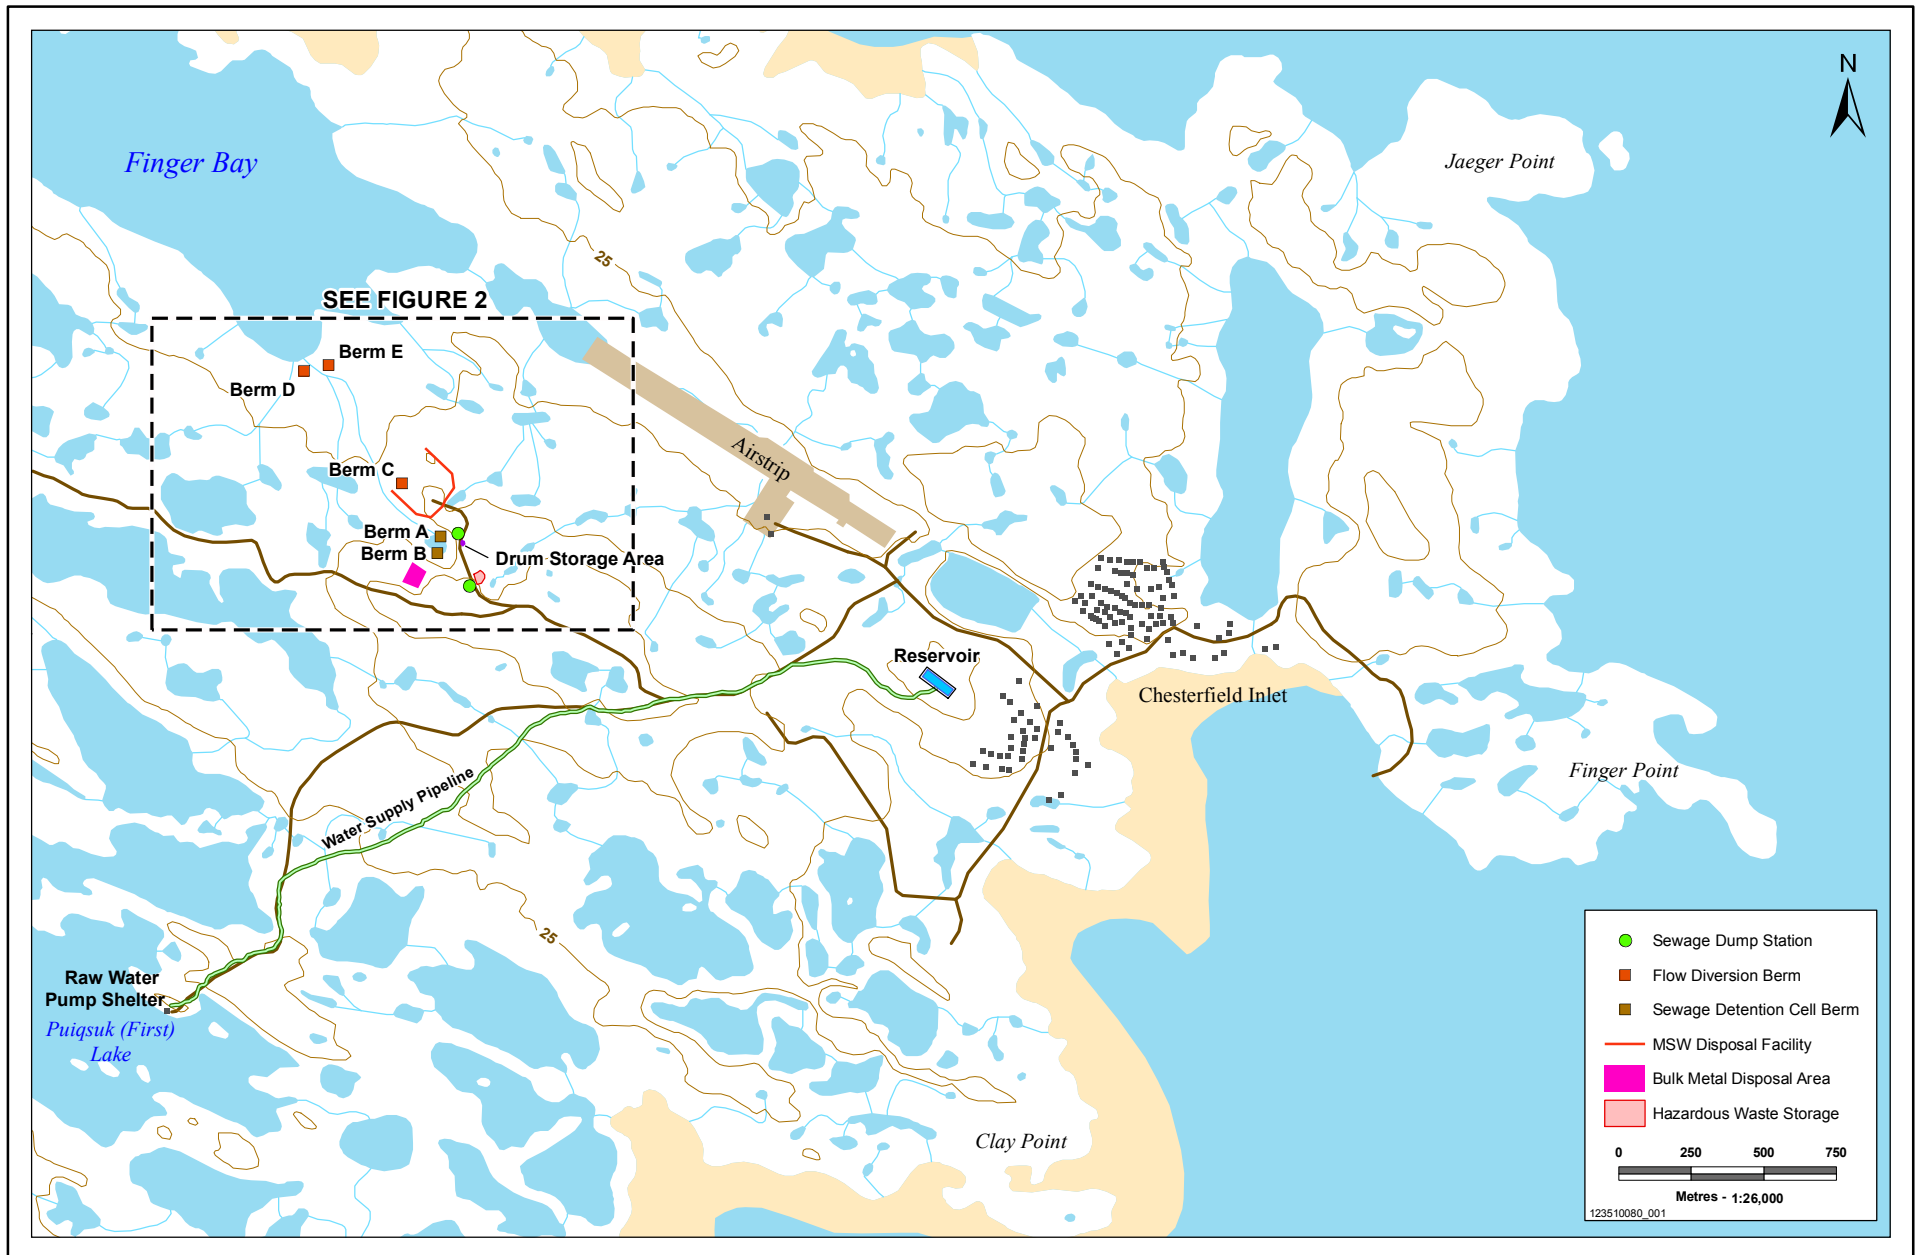 N
Finger Bay
Jaeger Point
25
SEE FIGURE 2
Berm E
Berm D
Airstrip
Berm C
Berm A
Berm B
Drum Storage Area
Reservoir
Chesterfield Inlet
Finger Point
Water Supply Pipeline
25
Raw Water
Pump Shelter
Puiqsuk (First)
Lake
Clay Point
Sewage Dump Station
Flow Diversion Berm
Sewage Detention Cell Berm
MSW Disposal Facility
Bulk Metal Disposal Area
Hazardous Waste Storage
0 250 500 750
Metres - 1:26,000
123510080_001